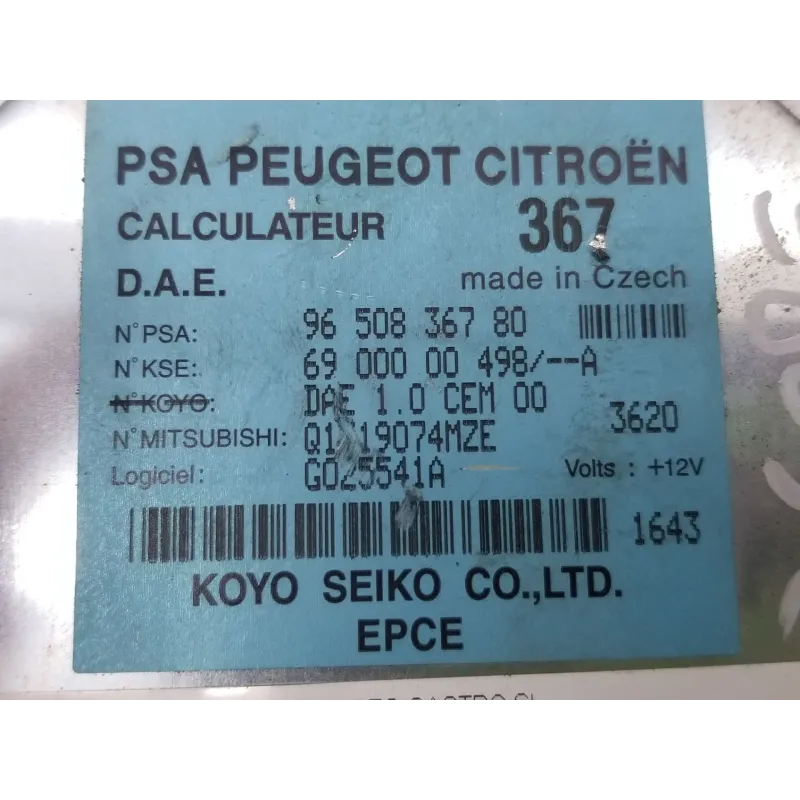 PSA PEUGEOT CITROËN
CALCULATEUR 367
D.A.E. made in Czech
N°PSA: 96 508 367 80
N°KSE: 69 000 00 498/--A
N°KOYO: DAE 1.0 CEM 00
3620
N°MITSUBISHI:
Logiciel: G025541A Volts : +12V
1643
KOYO SEIKO CO.,LTD.
EPCE